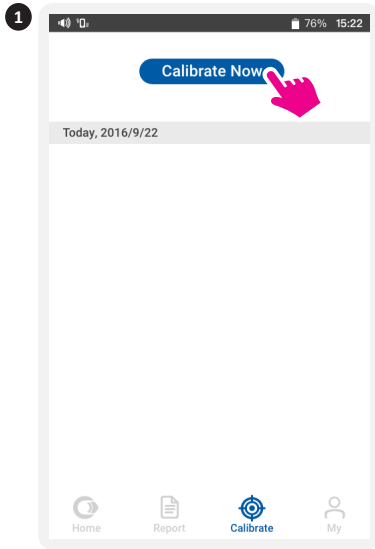 1
76% 15:22
Calibrate Now
Today, 2016/9/22
Home Report Calibrate My